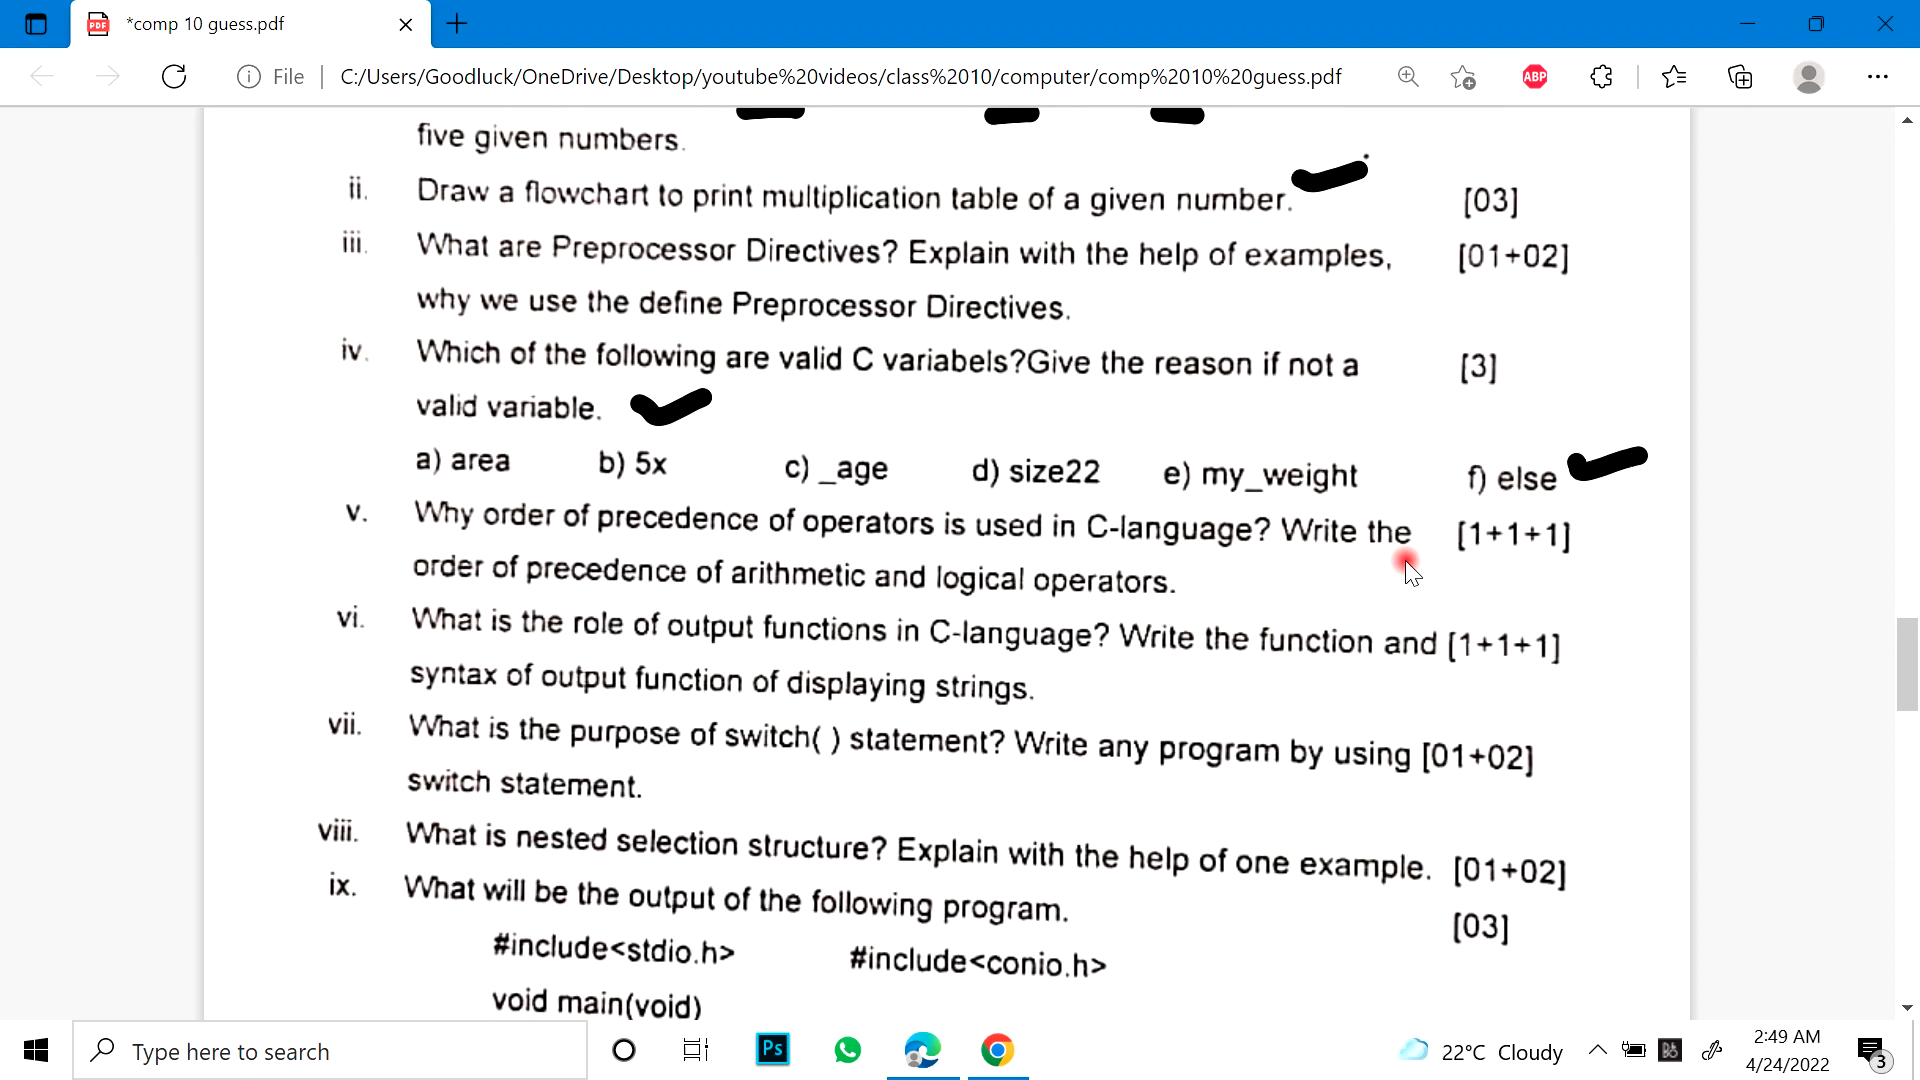 *comp 10 guess.pdf
File
C:/Users/Goodluck/OneDrive/Desktop/youtube%20videos/class%2010/computer/comp%2010%20guess.pdf
ABP
five given numbers.
ii. Draw a flowchart to print multiplication table of a given number. [03]
iii. What are Preprocessor Directives? Explain with the help of examples, [01+02]
why we use the define Preprocessor Directives.
iv. Which of the following are valid C variabels?Give the reason if not a [3]
valid variable.
a) area b) 5x c) _age d) size22 e) my_weight f) else
v. Why order of precedence of operators is used in C-language? Write the [1+1+1]
order of precedence of arithmetic and logical operators.
vi. What is the role of output functions in C-language? Write the function and [1+1+1]
syntax of output function of displaying strings.
vii. What is the purpose of switch( ) statement? Write any program by using [01+02]
switch statement.
viii. What is nested selection structure? Explain with the help of one example. [01+02]
ix. What will be the output of the following program. [03]
#include<stdio.h> #include<conio.h>
void main(void)
Type here to search
Ps
22°C Cloudy
2:49 AM
4/24/2022
3